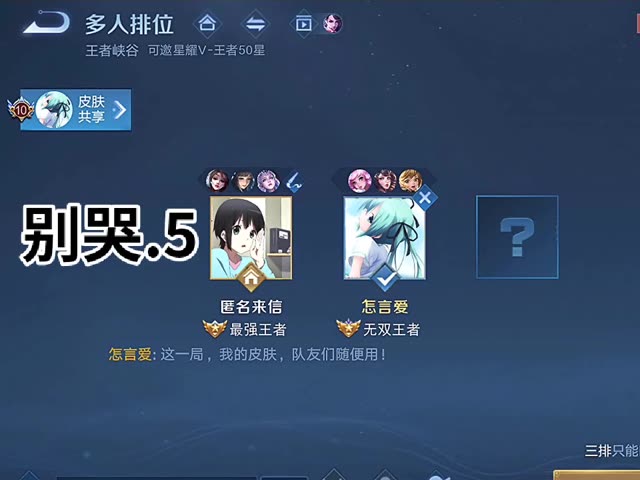 多人排位
王者峡谷 可邀星耀V-王者50星
10
皮肤
共享
别哭.5
?
匿名来信
怎言爱
最强王者
无双王者
怎言爱: 这一局，我的皮肤，队友们随便用！
三排只能